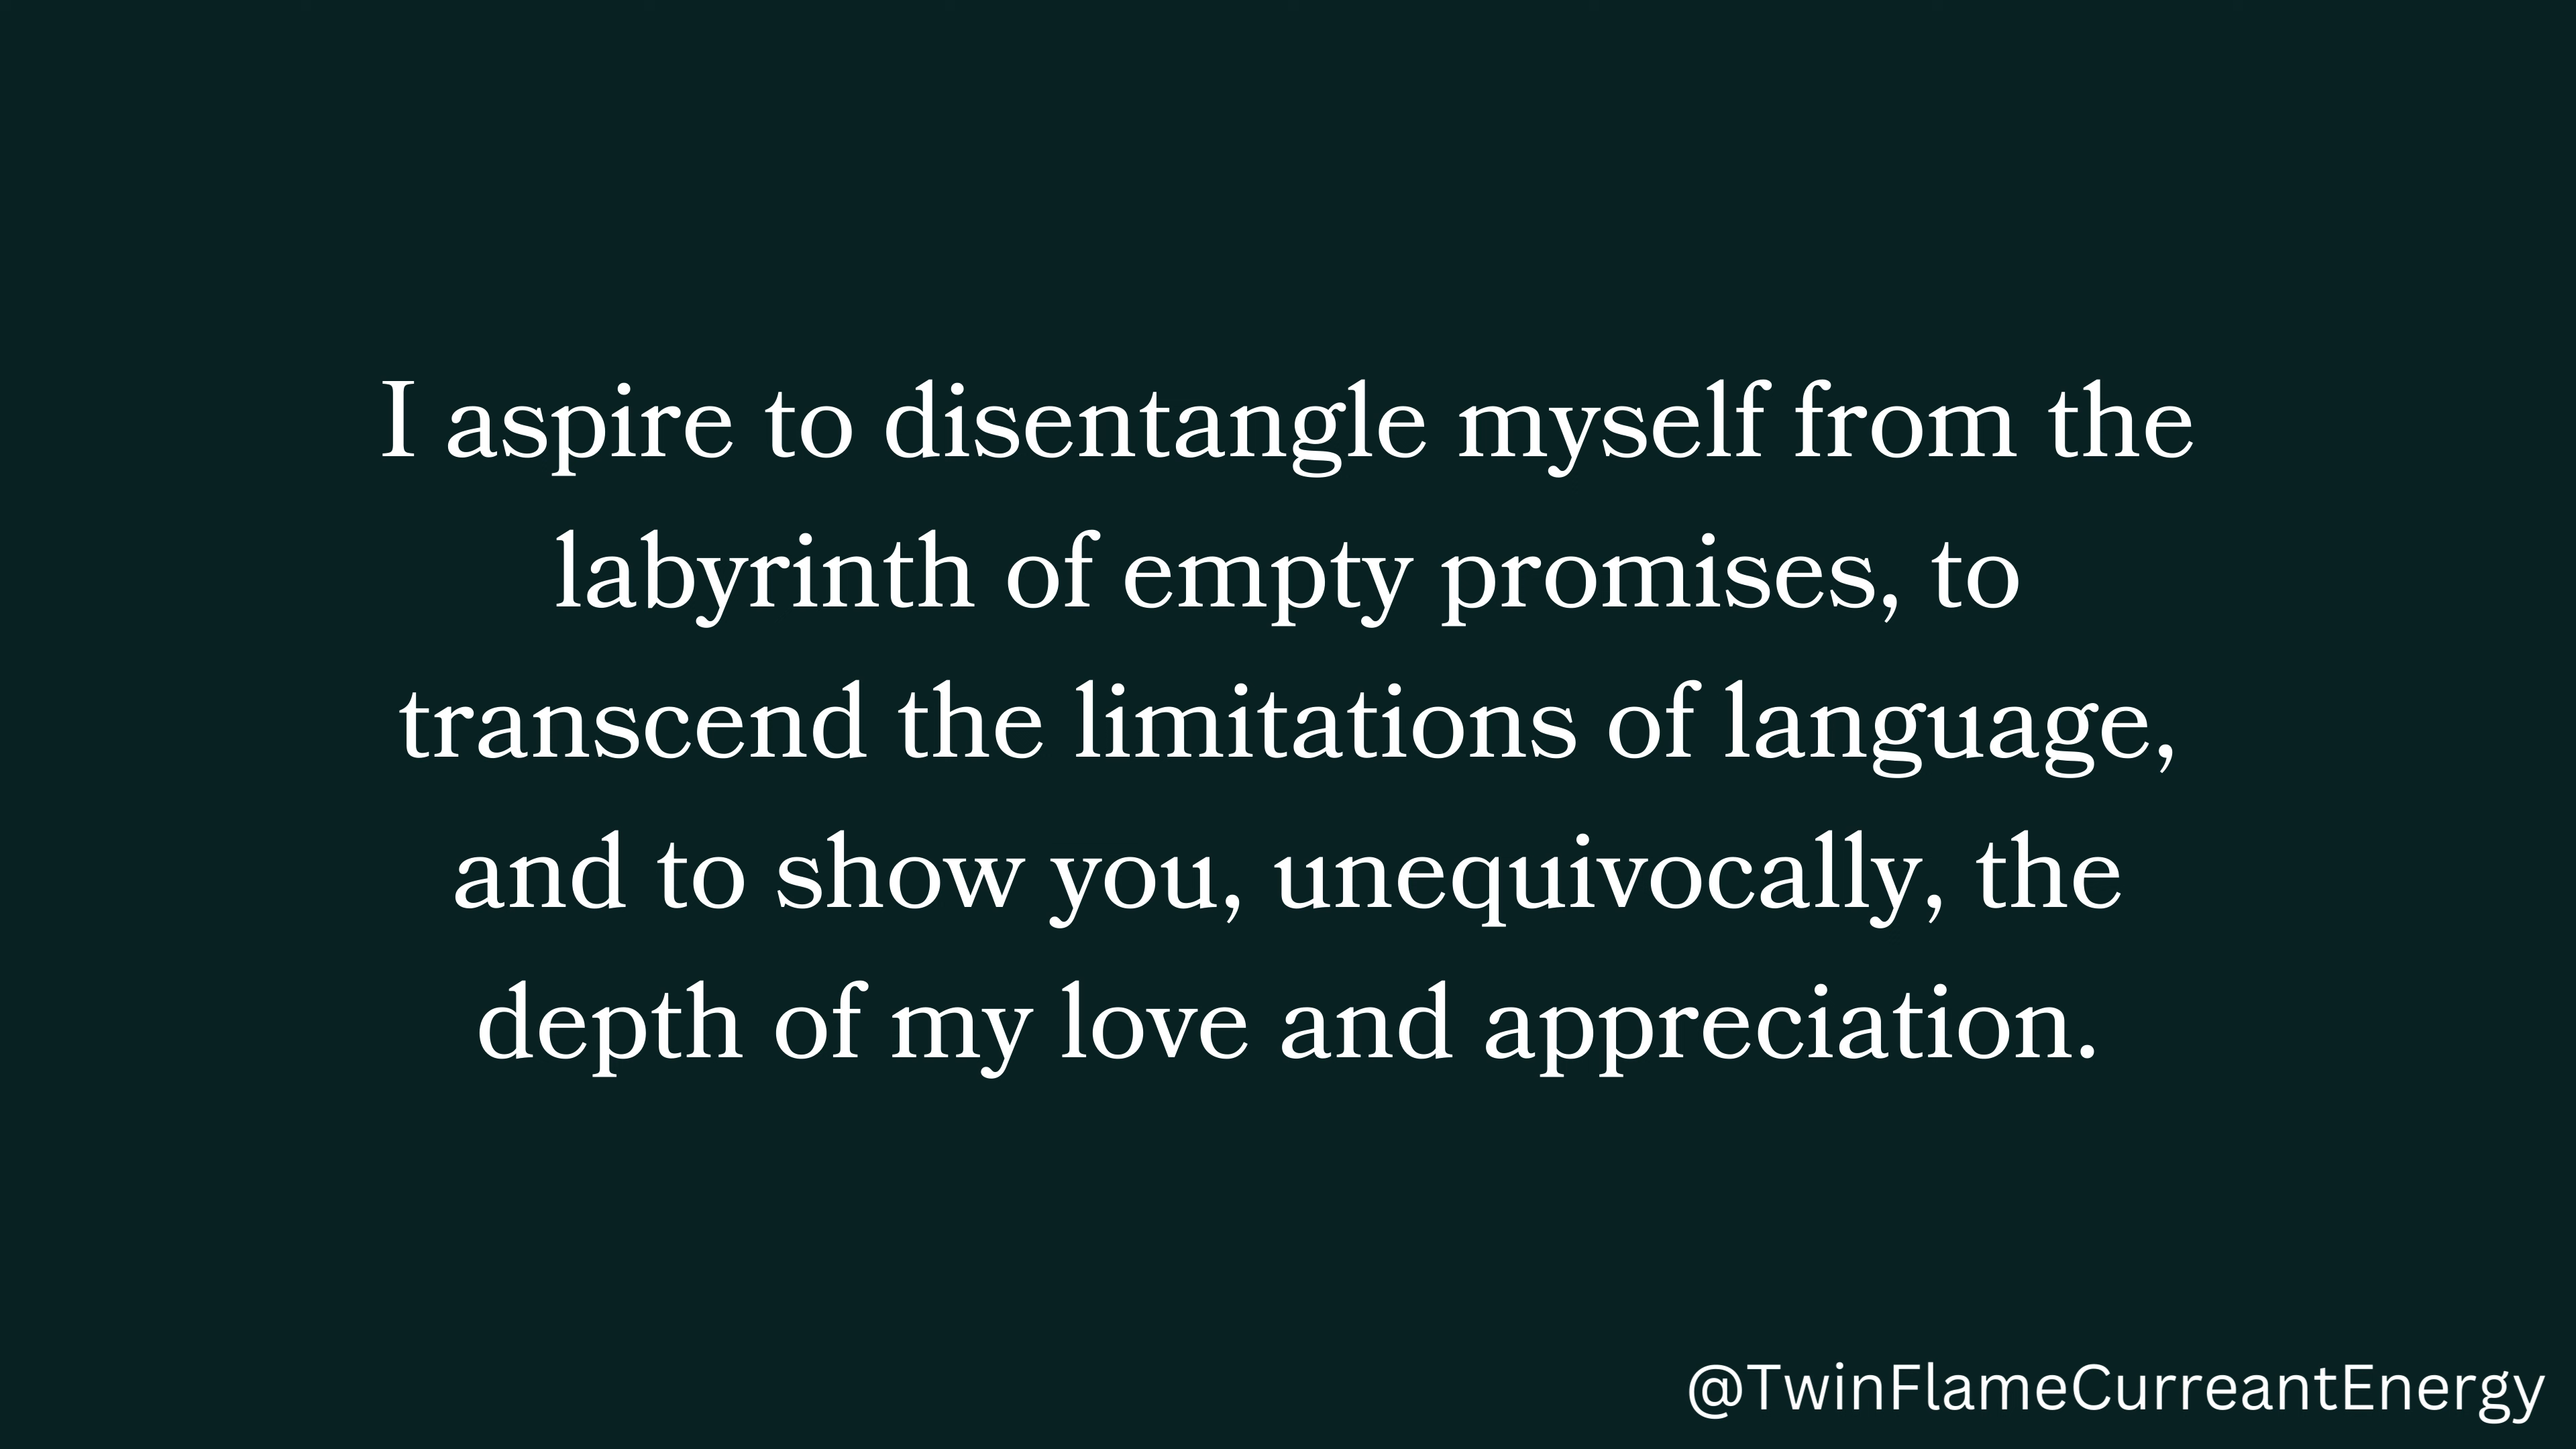 I aspire to disentangle myself from the
labyrinth of empty promises, to
transcend the limitations of language,
and to show you, unequivocally, the
depth of my love and appreciation.
@TwinFlameCurreantEnergy